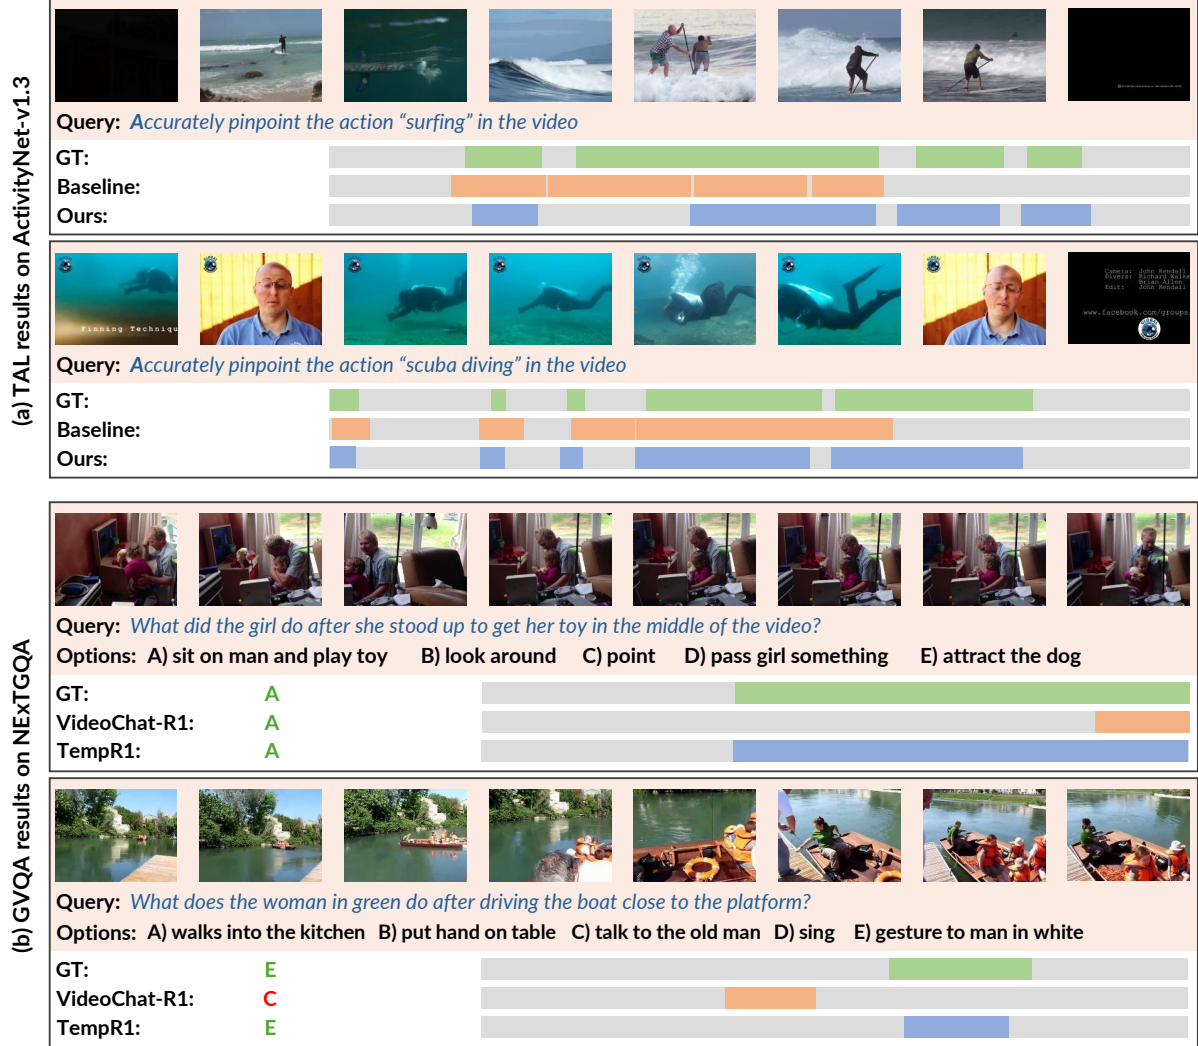 (a) TAL results on ActivityNet-v1.3
Query: Accurately pinpoint the action “surfing” in the video
GT:
Baseline:
Ours:
Finning Techniqu
Camera: John Kendall
Divers: Richard Walke
Brian Allen
Edit: John Kendall
www.facebook.com/groups
Query: Accurately pinpoint the action “scuba diving” in the video
GT:
Baseline:
Ours:
(b) GVQA results on NExTGQA
Query: What did the girl do after she stood up to get her toy in the middle of the video?
Options: A) sit on man and play toy B) look around C) point D) pass girl something E) attract the dog
GT: A
VideoChat-R1: A
TempR1: A
Query: What does the woman in green do after driving the boat close to the platform?
Options: A) walks into the kitchen B) put hand on table C) talk to the old man D) sing E) gesture to man in white
GT: E
VideoChat-R1: C
TempR1: E